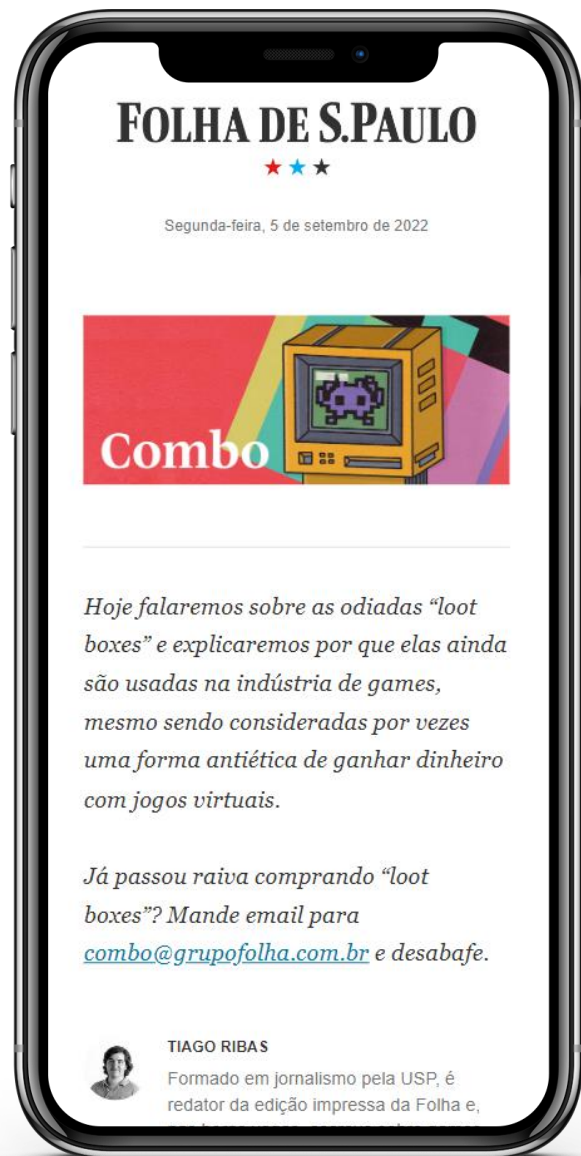 FOLHA DE S.PAULO
Segunda-feira, 5 de setembro de 2022
Combo
Hoje falaremos sobre as odiadas “loot
boxes” e explicaremos por que elas ainda
são usadas na indústria de games,
mesmo sendo consideradas por vezes
uma forma antiética de ganhar dinheiro
com jogos virtuais.
Já passou raiva comprando “loot
boxes”? Mande email para
combo@grupofolha.com.br e desabafe.
TIAGO RIBAS
Formado em jornalismo pela USP, é
redator da edição impressa da Folha e,